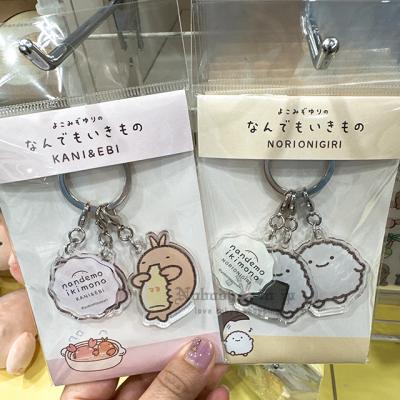 よこみぞゆりの
なんでもいきもの
KANI&EBI
nandemo
ikimono
KANI&EBI
よこみぞゆりの
なんでもいきもの
NORIONIGIRI
nandemo
ikimono
NORIONIGIRI